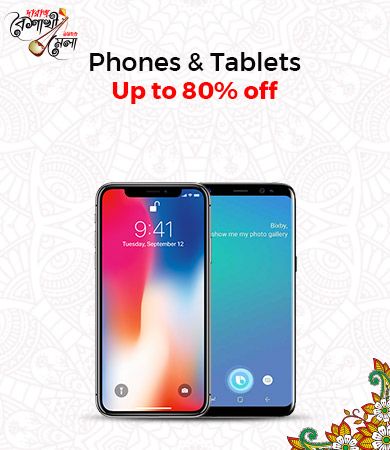 দারাজ
বৈশাখী
মেলা
Phones & Tablets
Up to 80% off
9:41
Tuesday, September 12
Bixby,
show me my photo gallery